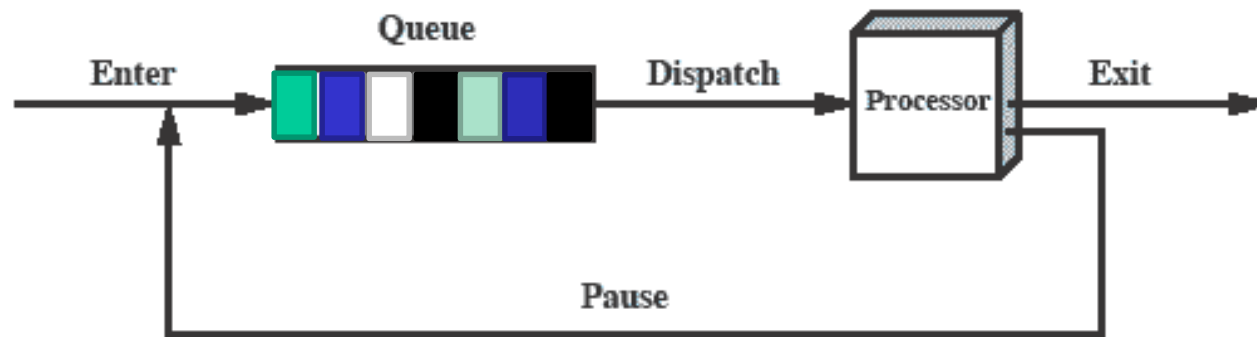 Queue
Enter
Dispatch
Processor
Exit
Pause